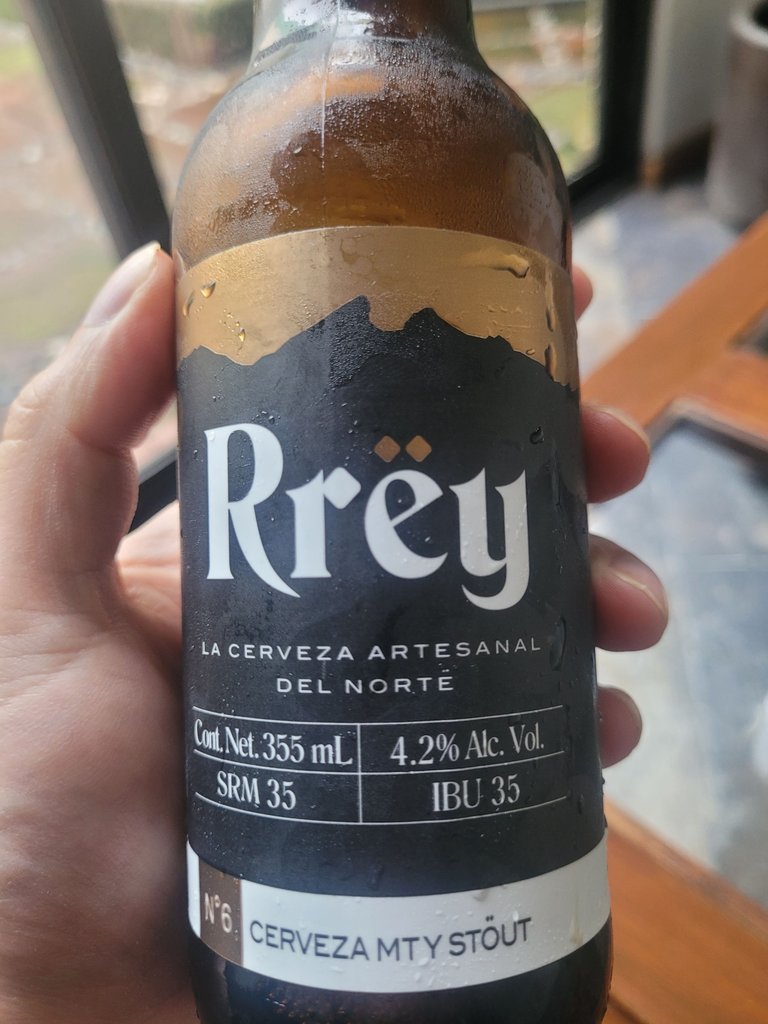 Rrëy
LA CERVEZA ARTESANAL
DEL NORTE
Cont. Net. 355 mL 4.2% Alc. Vol.
SRM 35 IBU 35
N°6 CERVEZA MTY STÖUT